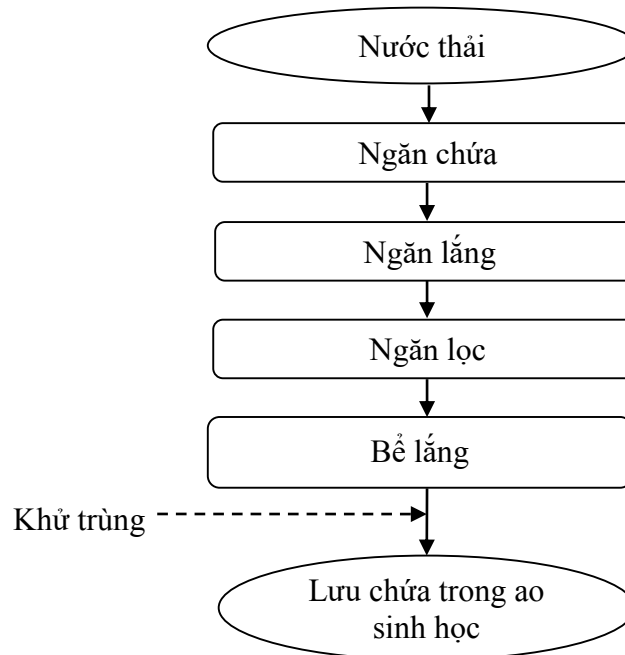 Nước thải
Ngăn chứa
Ngăn lắng
Ngăn lọc
Bể lắng
Khử trùng
Lưu chứa trong ao
sinh học